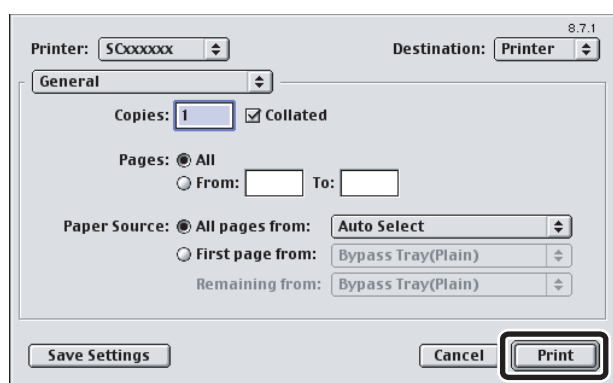 8.7.1
Printer: SCxxxxxx Destination: Printer
General
Copies: 1 Collated
Pages: All
From: To:
Paper Source: All pages from: Auto Select
First page from: Bypass Tray(Plain)
Remaining from: Bypass Tray(Plain)
Save Settings Cancel Print